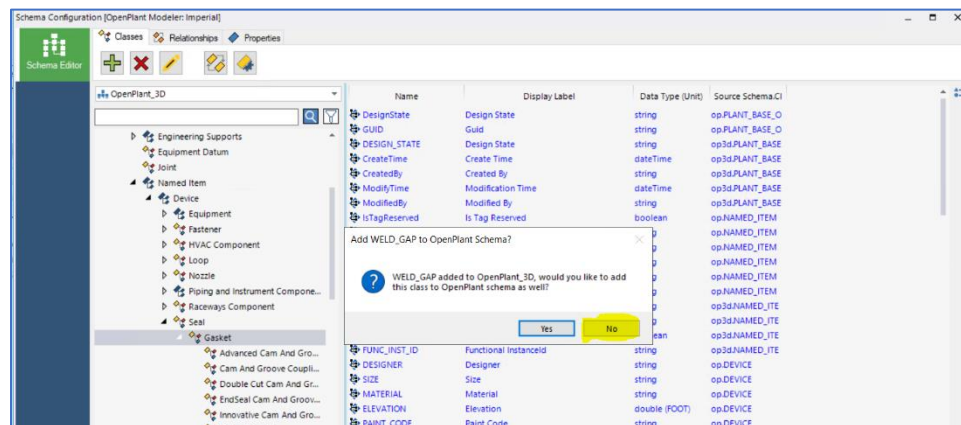 Schema Configuration [OpenPlant Modeler: Imperial]
Schema Editor
Classes Relationships Properties
OpenPlant_3D
Engineering Supports
Equipment Datum
Joint
Named Item
Device
Equipment
Fastener
HVAC Component
Loop
Nozzle
Piping and Instrument Compone...
Raceways Component
Seal
Gasket
Advanced Cam And Gro...
Cam And Groove Coupli...
Double Cut Cam And Gr...
EndSeal Cam And Groov...
Innovative Cam And Gro...
Name Display Label Data Type (Unit) Source Schema.Cl
DesignState Design State string op.PLANT_BASE_O
GUID Guid string op.PLANT_BASE_O
DESIGN_STATE Design State string op3d.PLANT_BASE
CreateTime Create Time dateTime op3d.PLANT_BASE
CreatedBy Created By string op3d.PLANT_BASE
ModifyTime Modification Time dateTime op3d.PLANT_BASE
ModifiedBy Modified By string op3d.PLANT_BASE
IsTagReserved Is Tag Reserved boolean op.NAMED_ITEM
op.NAMED_ITEM
op.NAMED_ITEM
op.NAMED_ITEM
op.NAMED_ITEM
op.NAMED_ITEM
op3d.NAMED_ITE
op3d.NAMED_ITE
ean op3d.NAMED_ITE
FUNC_INST_ID Functional InstanceId string op3d.NAMED_ITE
DESIGNER Designer string op.DEVICE
SIZE Size string op.DEVICE
MATERIAL Material string op.DEVICE
ELEVATION Elevation double (FOOT) op.DEVICE
PAINT_CODE Paint Code string op.DEVICE
Add WELD_GAP to OpenPlant Schema?
WELD_GAP added to OpenPlant_3D, would you like to add
this class to OpenPlant schema as well?
Yes No